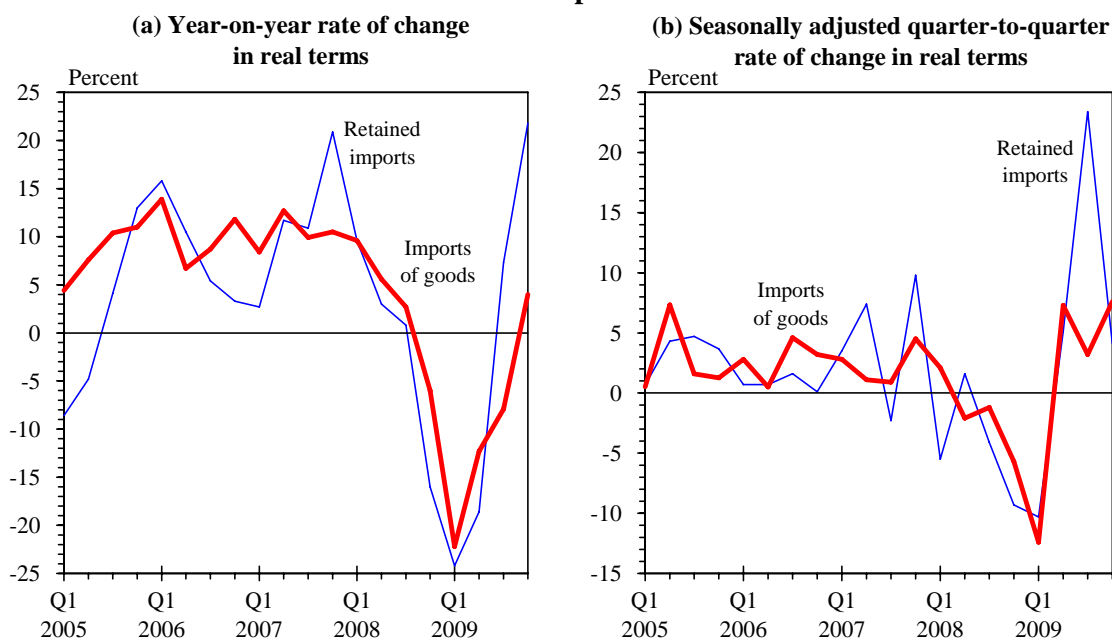 (a) Year-on-year rate of change
in real terms
Percent
25
20
15
10
5
0
-5
-10
-15
-20
-25
Retained
imports
Imports
of goods
Q1
2005
Q1
2006
Q1
2007
Q1
2008
Q1
2009
(b) Seasonally adjusted quarter-to-quarter
rate of change in real terms
Percent
25
20
15
10
5
0
-5
-10
-15
Retained
imports
Imports
of goods
Q1
2005
Q1
2006
Q1
2007
Q1
2008
Q1
2009